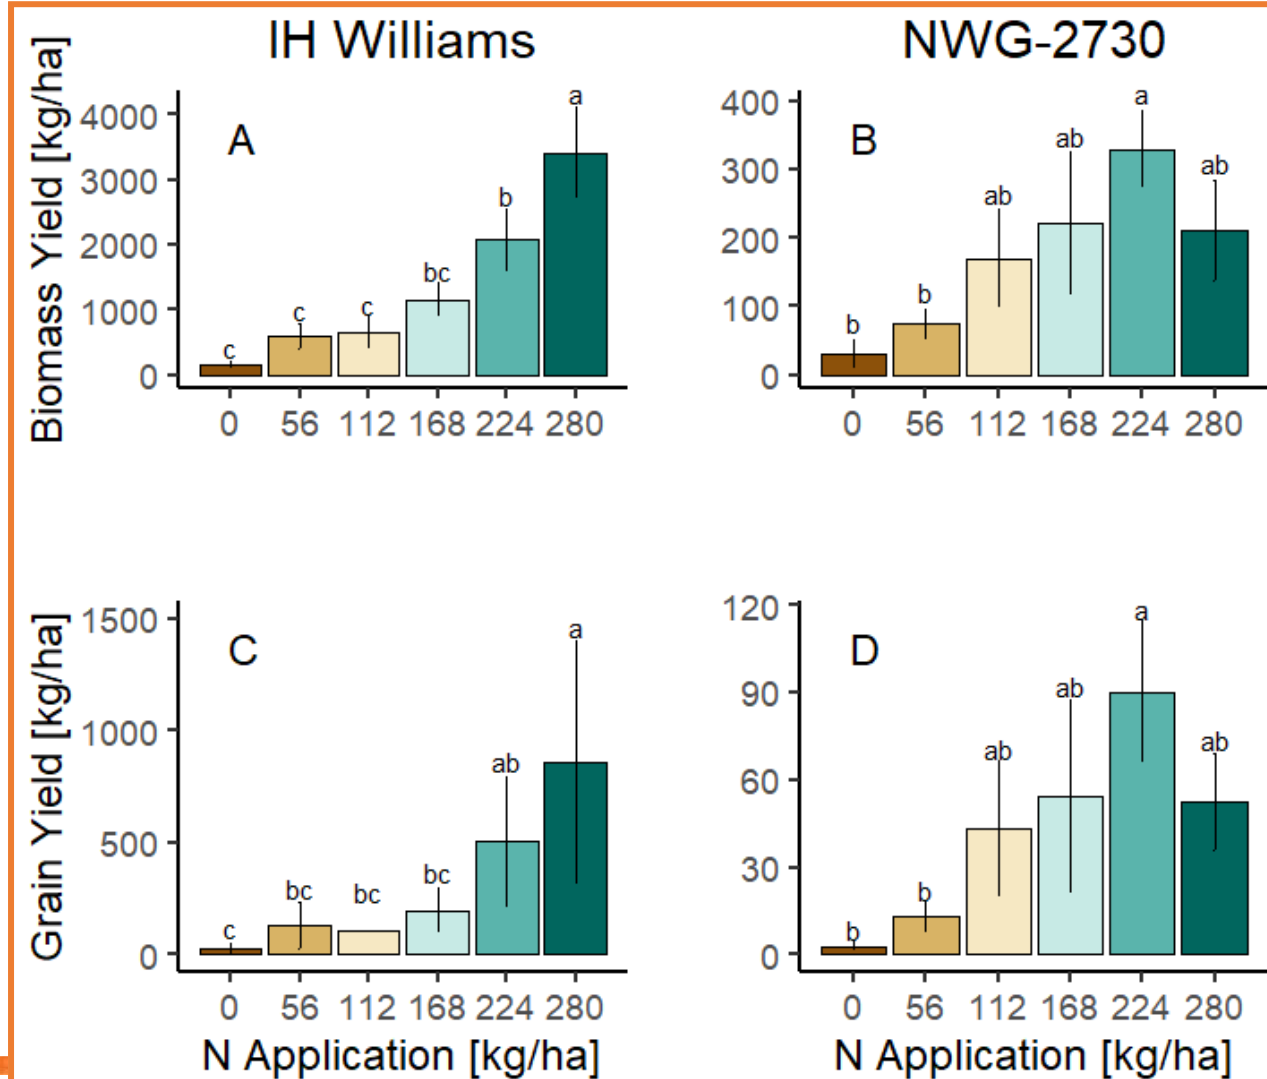 IH Williams
NWG-2730
Biomass Yield [kg/ha]
A
4000
3000
2000
1000
0
c
c
c
bc
b
a
0 56 112 168 224 280
B
400
300
200
100
0
b
b
ab
ab
a
ab
0 56 112 168 224 280
Grain Yield [kg/ha]
C
1500
1000
500
0
c
bc
bc
bc
ab
a
0 56 112 168 224 280
N Application [kg/ha]
D
120
90
60
30
0
b
b
ab
ab
a
ab
0 56 112 168 224 280
N Application [kg/ha]